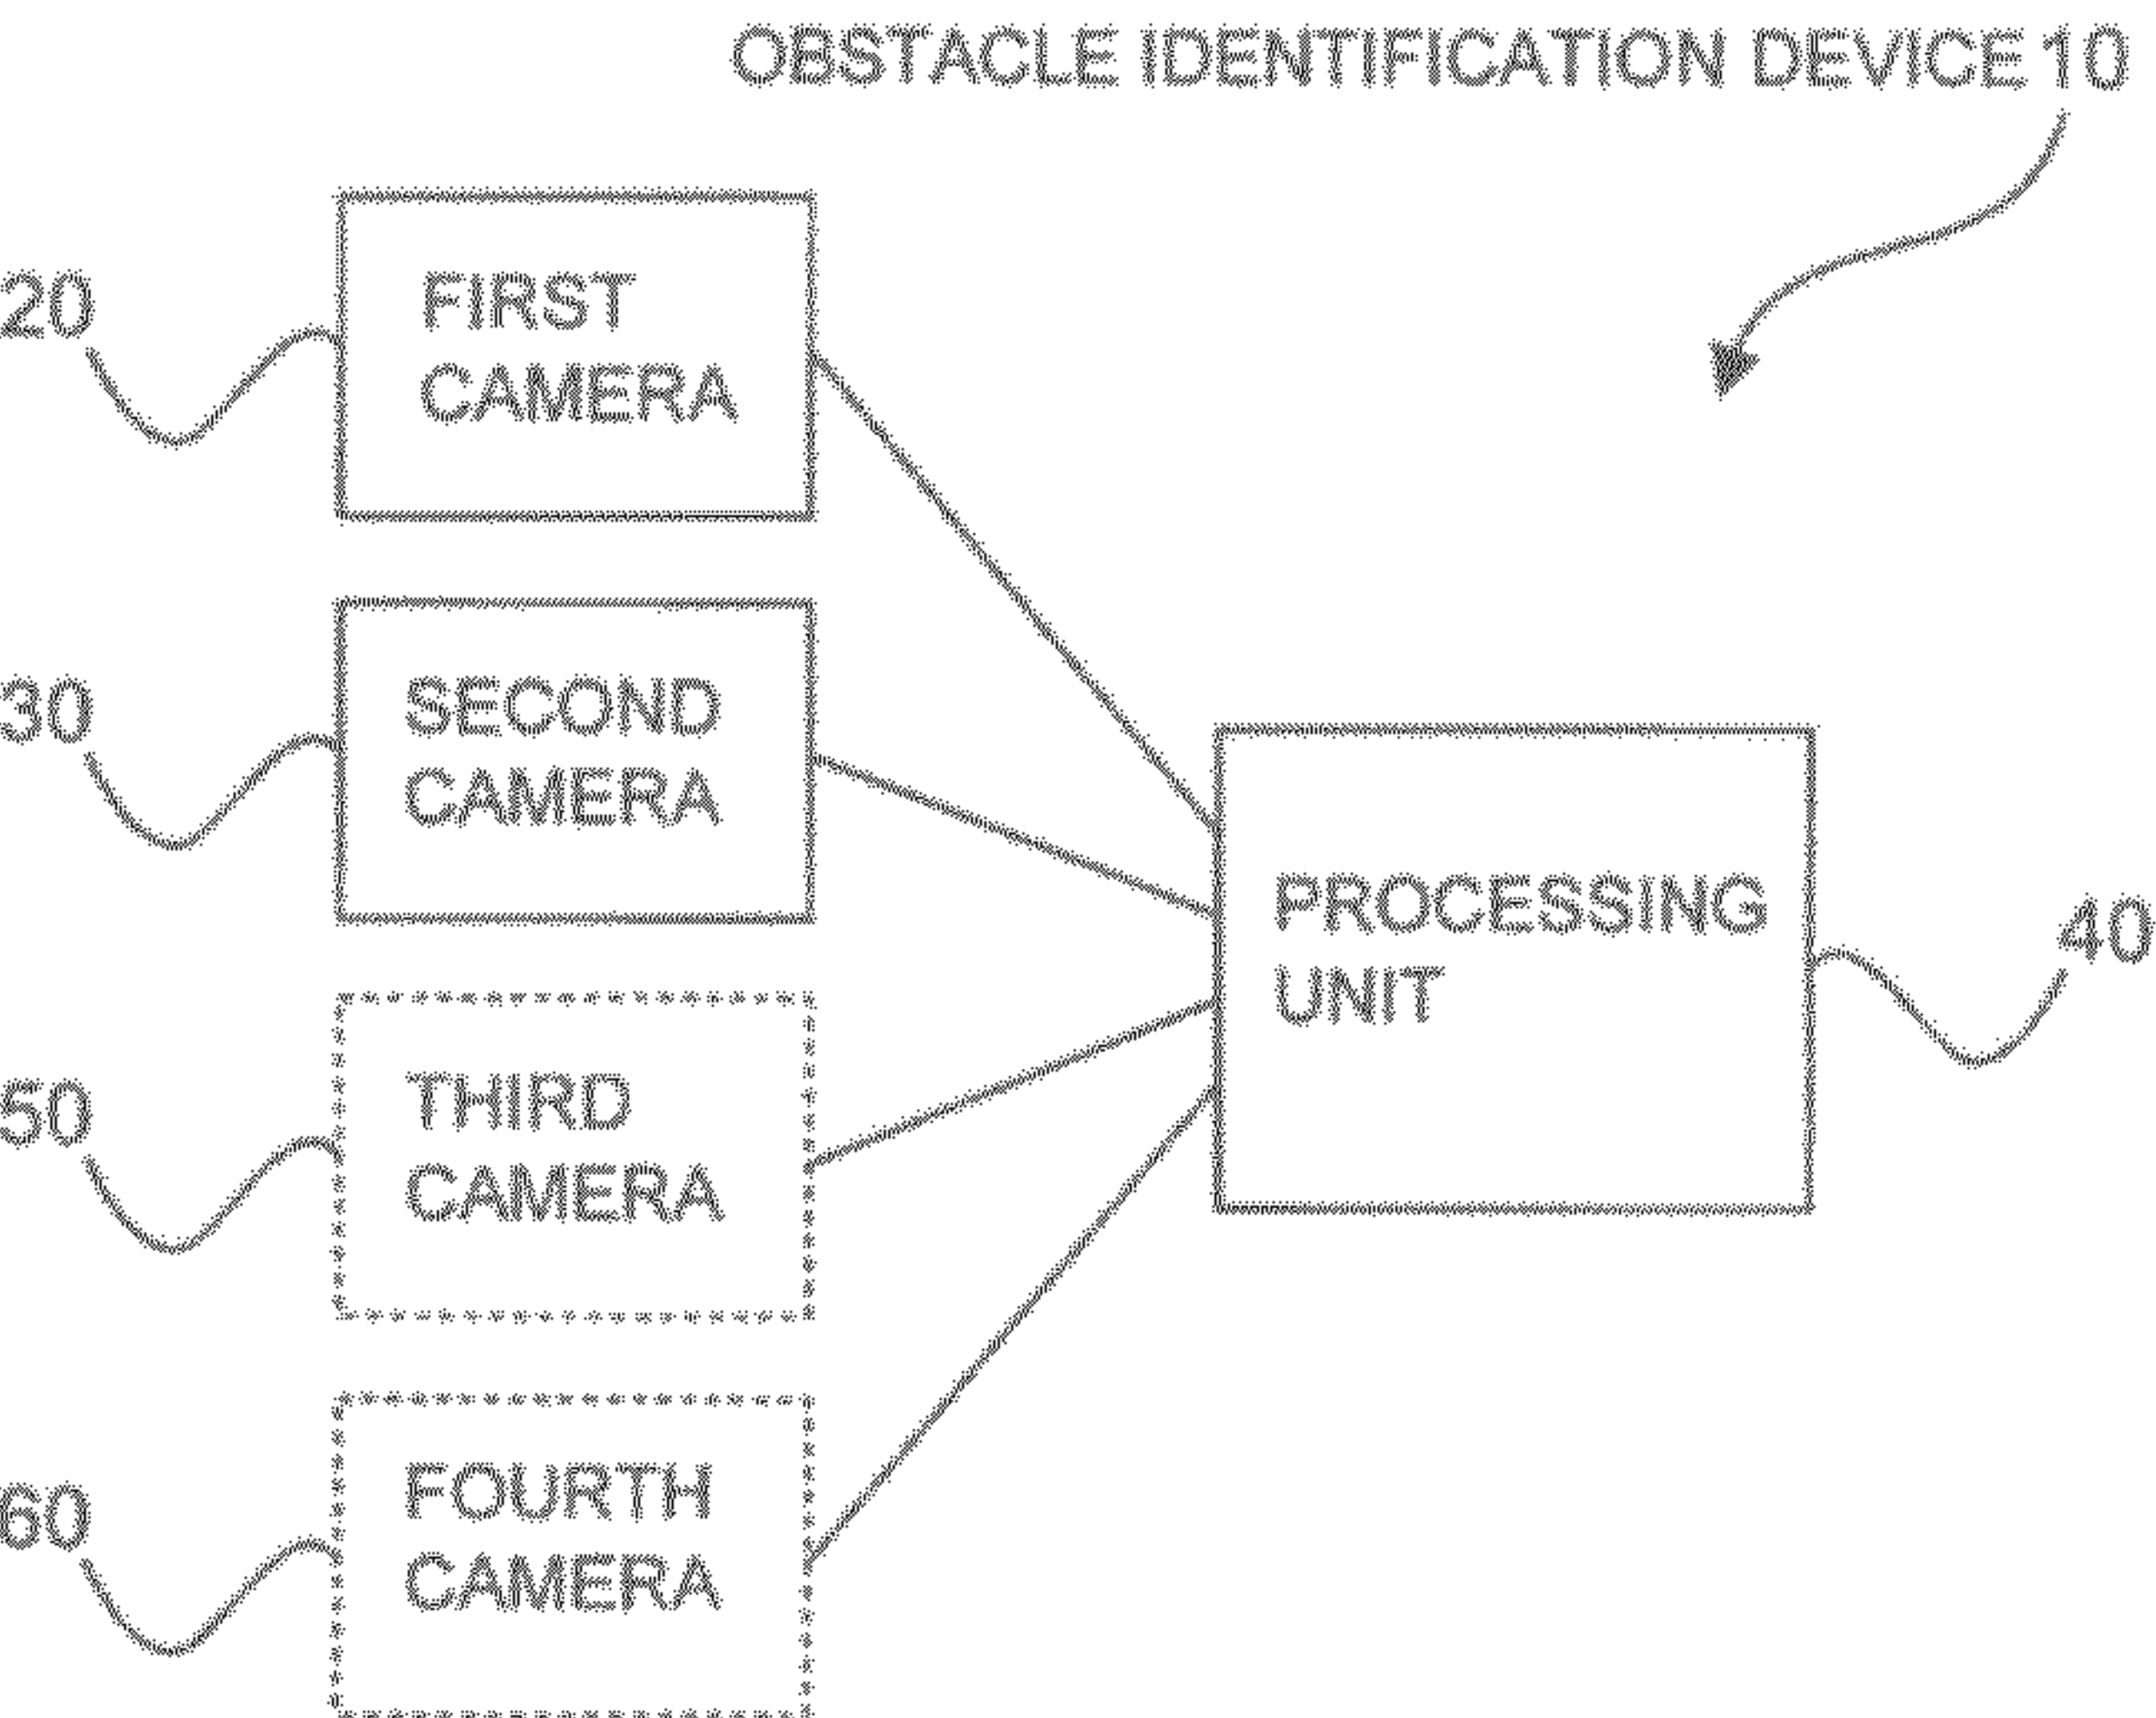 OBSTACLE IDENTIFICATION DEVICE 10
20
FIRST
CAMERA
30
SECOND
CAMERA
PROCESSING
UNIT
40
50
THIRD
CAMERA
60
FOURTH
CAMERA